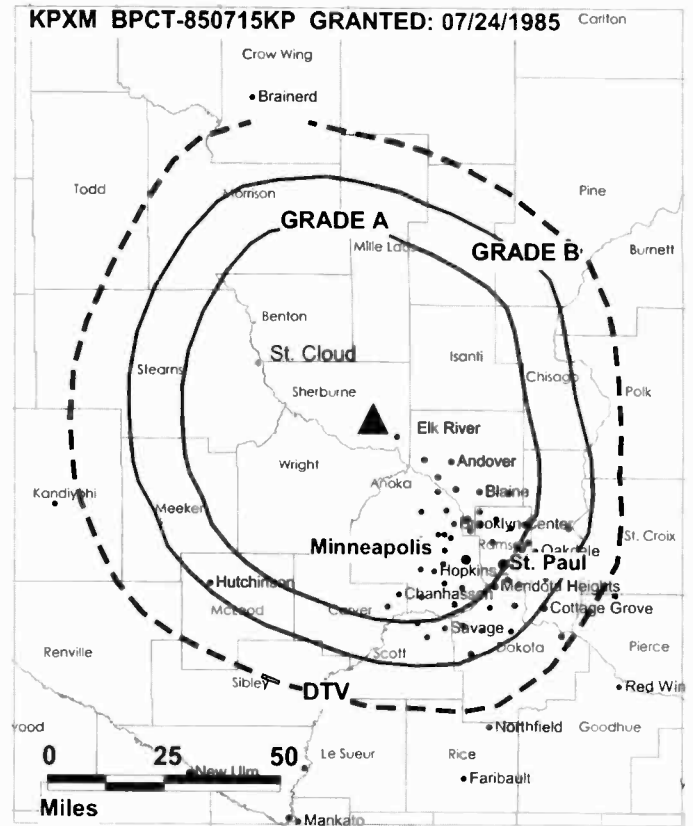 KPXM BPCT-850715KP GRANTED: 07/24/1985
Carlton
Crow Wing
Brainerd
Todd
Morrison
Pine
GRADE A
Mille Lacs
GRADE B
Burnett
Benton
St. Cloud
Isanti
Stearns
Chisago
Sherburne
Polk
Elk River
Wright
Andover
Anoka
Blaine
Kandiyohi
Meeker
Brooklyn Center
St. Croix
Minneapolis
Ramsey
Oakdale
St. Paul
Hopkins
Hutchinson
Mendota Heights
Chanhassen
McLeod
Carver
Cottage Grove
Savage
Renville
Scott
Dakota
Pierce
Sibley
DTV
Red Win
wood
Northfield
Goodhue
0 25 50
Le Sueur
Rice
New Ulm
Faribault
Miles
Mankato